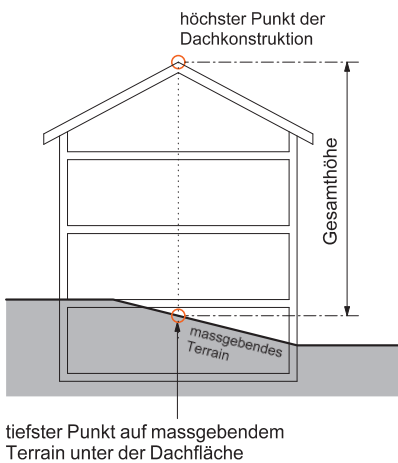 höchster Punkt der
Dachkonstruktion
Gesamthöhe
massgebendes
Terrain
tiefster Punkt auf massgebendem
Terrain unter der Dachfläche